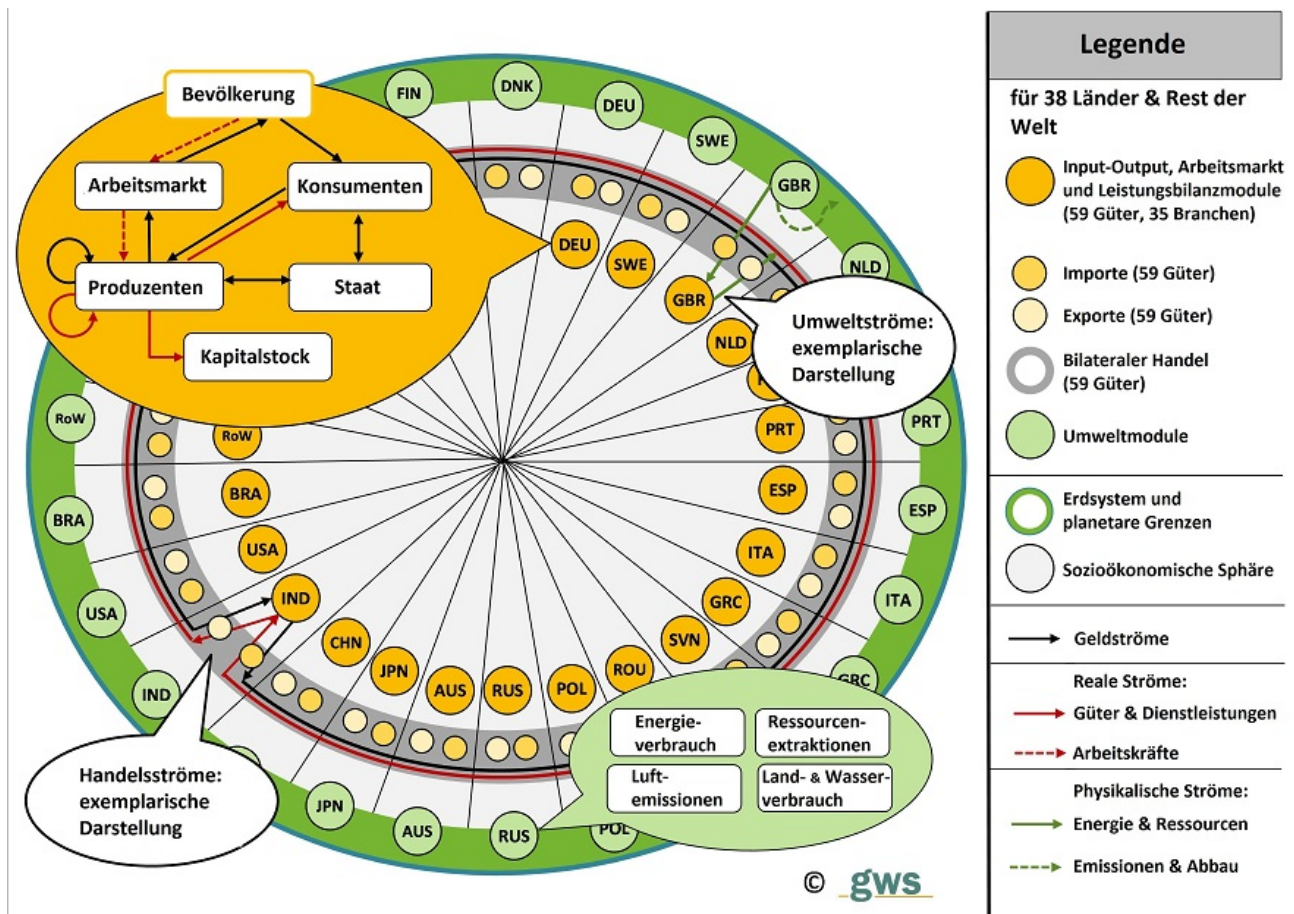 Bevölkerung
Arbeitsmarkt
Konsumenten
Produzenten
Staat
Kapitalstock
FIN
DNK
DEU
SWE
GBR
NLD
PRT
ESP
ITA
GRC
POL
RUS
AUS
JPN
IND
USA
BRA
RoW
DEU
SWE
GBR
NLD
PRT
ESP
ITA
GRC
SVN
ROU
POL
RUS
AUS
JPN
CHN
IND
USA
BRA
RoW
Umweltströme:
exemplarische
Darstellung
Handelsströme:
exemplarische
Darstellung
Energie-
verbrauch
Ressourcen-
extraktionen
Luft-
emissionen
Land- & Wasser-
verbrauch
© gws
Legende
für 38 Länder & Rest der
Welt
Input-Output, Arbeitsmarkt
und Leistungsbilanzmodule
(59 Güter, 35 Branchen)
Importe (59 Güter)
Exporte (59 Güter)
Bilateraler Handel
(59 Güter)
Umweltmodule
Erdsystem und
planetare Grenzen
Sozioökonomische Sphäre
Geldströme
Reale Ströme:
Güter & Dienstleistungen
Arbeitskräfte
Physikalische Ströme:
Energie & Ressourcen
Emissionen & Abbau